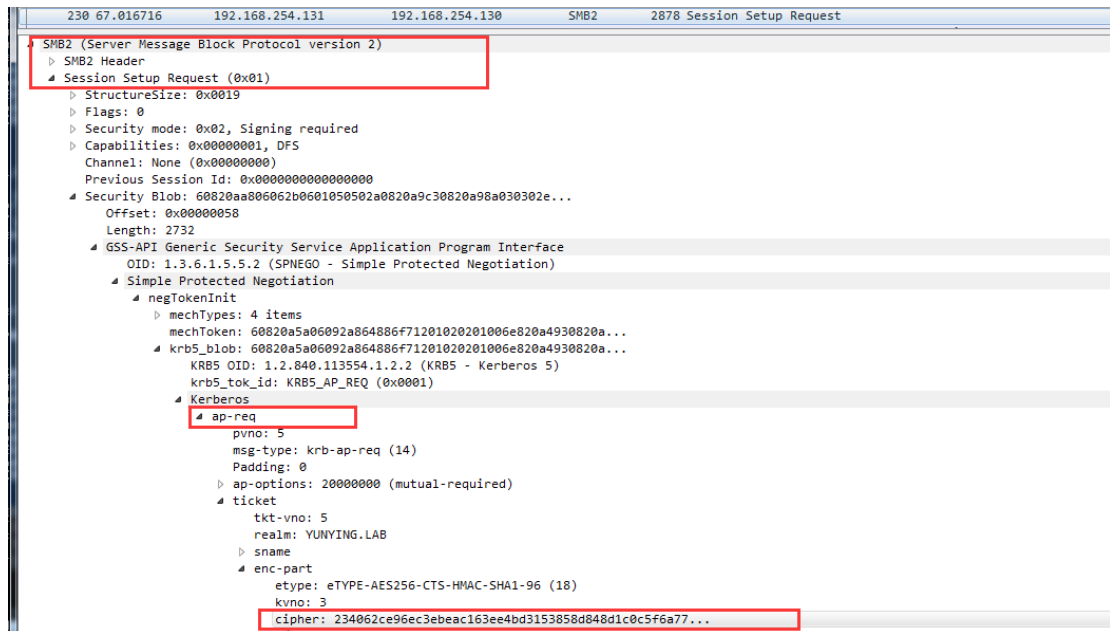 230 67.016716 192.168.254.131 192.168.254.130 SMB2 2878 Session Setup Request
SMB2 (Server Message Block Protocol version 2)
SMB2 Header
Session Setup Request (0x01)
StructureSize: 0x0019
Flags: 0
Security mode: 0x02, Signing required
Capabilities: 0x00000001, DFS
Channel: None (0x00000000)
Previous Session Id: 0x0000000000000000
Security Blob: 60820aa806062b0601050502a0820a9c30820a98a030302e...
Offset: 0x00000058
Length: 2732
GSS-API Generic Security Service Application Program Interface
OID: 1.3.6.1.5.5.2 (SPNEGO - Simple Protected Negotiation)
Simple Protected Negotiation
negTokenInit
mechTypes: 4 items
mechToken: 60820a5a06092a864886f71201020201006e820a4930820a...
krb5_blob: 60820a5a06092a864886f71201020201006e820a4930820a...
KRB5 OID: 1.2.840.113554.1.2.2 (KRB5 - Kerberos 5)
krb5_tok_id: KRB5_AP_REQ (0x0001)
Kerberos
ap-req
pvno: 5
msg-type: krb-ap-req (14)
Padding: 0
ap-options: 20000000 (mutual-required)
ticket
tkt-vno: 5
realm: YUNYING.LAB
sname
enc-part
etype: eTYPE-AES256-CTS-HMAC-SHA1-96 (18)
kvno: 3
cipher: 234062ce96ec3ebeac163ee4bd3153858d848d1c0c5f6a77...